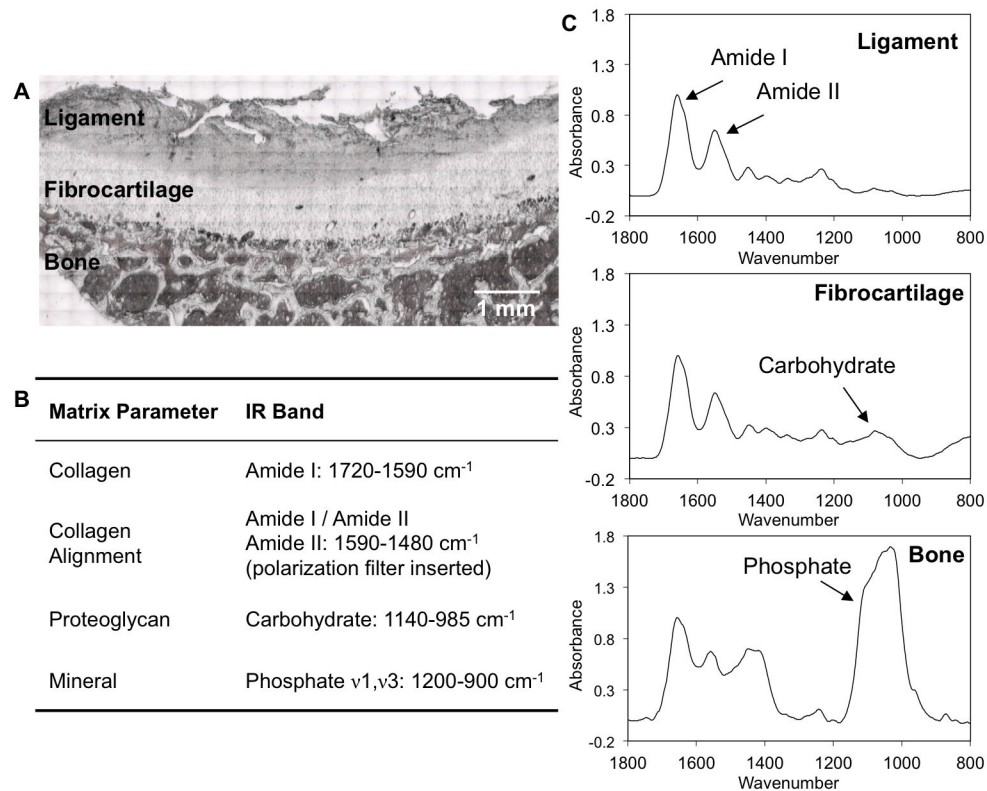 A
Ligament
Fibrocartilage
Bone
1 mm
B
Matrix Parameter IR Band
Collagen Amide I: 1720-1590 cm-1
Collagen
Alignment
Amide I / Amide II
Amide II: 1590-1480 cm-1
(polarization filter inserted)
Proteoglycan Carbohydrate: 1140-985 cm-1
Mineral Phosphate ν1,ν3: 1200-900 cm-1
C
Ligament
Amide I
Amide II
Absorbance
1.8
1.3
0.8
0.3
-0.2
1800 1600 1400 1200 1000 800
Wavenumber
Fibrocartilage
Carbohydrate
Absorbance
1.8
1.3
0.8
0.3
-0.2
1800 1600 1400 1200 1000 800
Wavenumber
Bone
Phosphate
Absorbance
1.8
1.3
0.8
0.3
-0.2
1800 1600 1400 1200 1000 800
Wavenumber